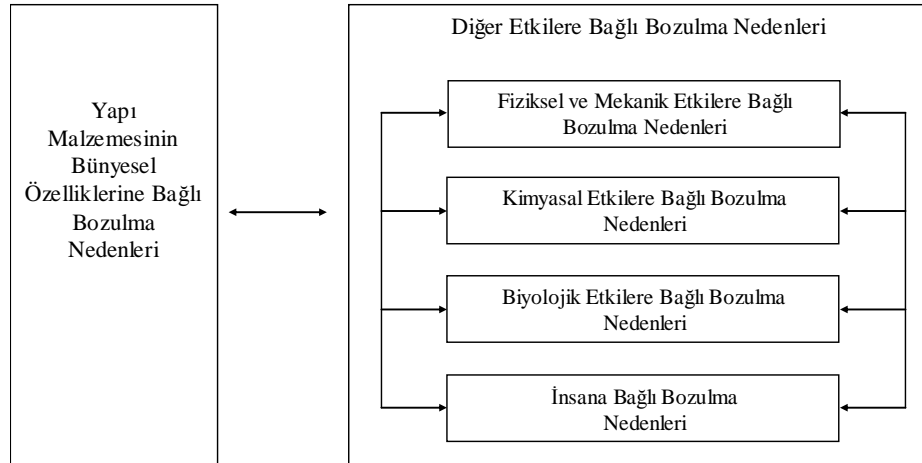 Yapı
Malzemesinin
Bünyesel
Özelliklerine Bağlı
Bozulma
Nedenleri
Diğer Etkilere Bağlı Bozulma Nedenleri
Fiziksel ve Mekanik Etkilere Bağlı
Bozulma Nedenleri
Kimyasal Etkilere Bağlı Bozulma
Nedenleri
Biyolojik Etkilere Bağlı Bozulma
Nedenleri
İnsana Bağlı Bozulma
Nedenleri